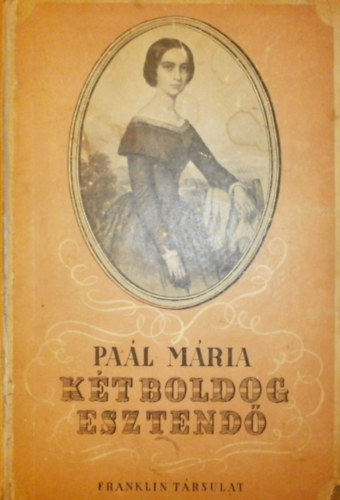 PAÁL MÁRIA
KÉT BOLDOG
ESZTENDŐ
FRANKLIN TÁRSULAT